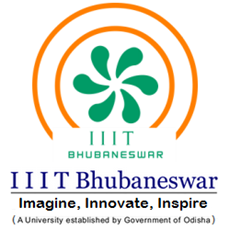 IIIT
BHUBANESWAR
I I I T Bhubaneswar
Imagine, Innovate, Inspire
( A University established by Government of Odisha )